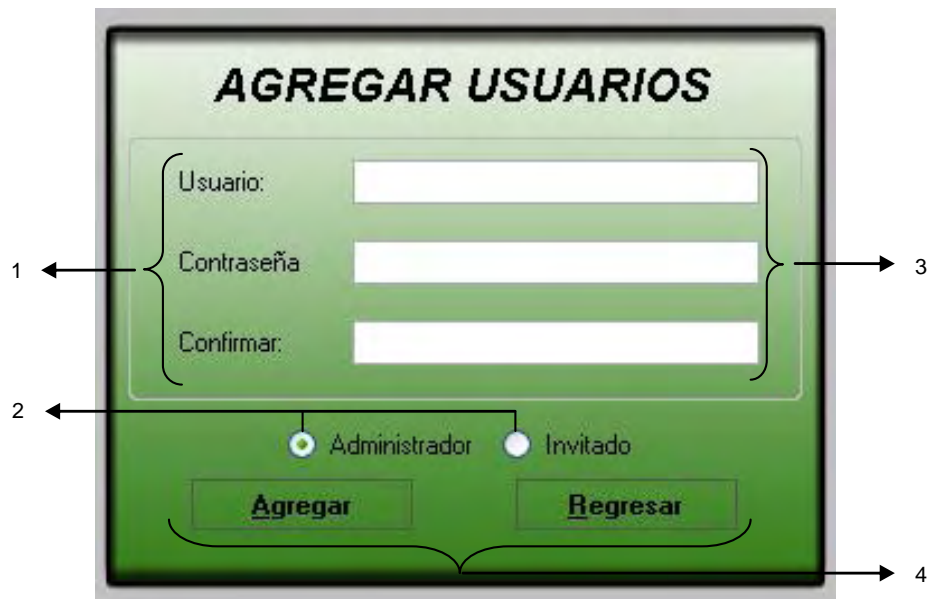 AGREGAR USUARIOS
Usuario:
1 Contraseña 3
Confirmar:
2
Administrador Invitado
Agregar Regresar
4